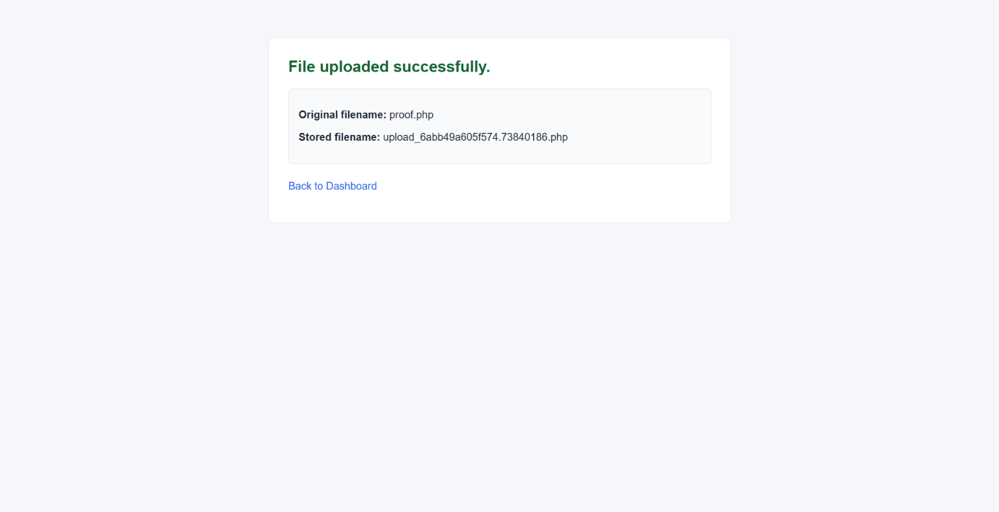 File uploaded successfully.
Original filename: proof.php
Stored filename: upload_6abb49a605f574.73840186.php
Back to Dashboard